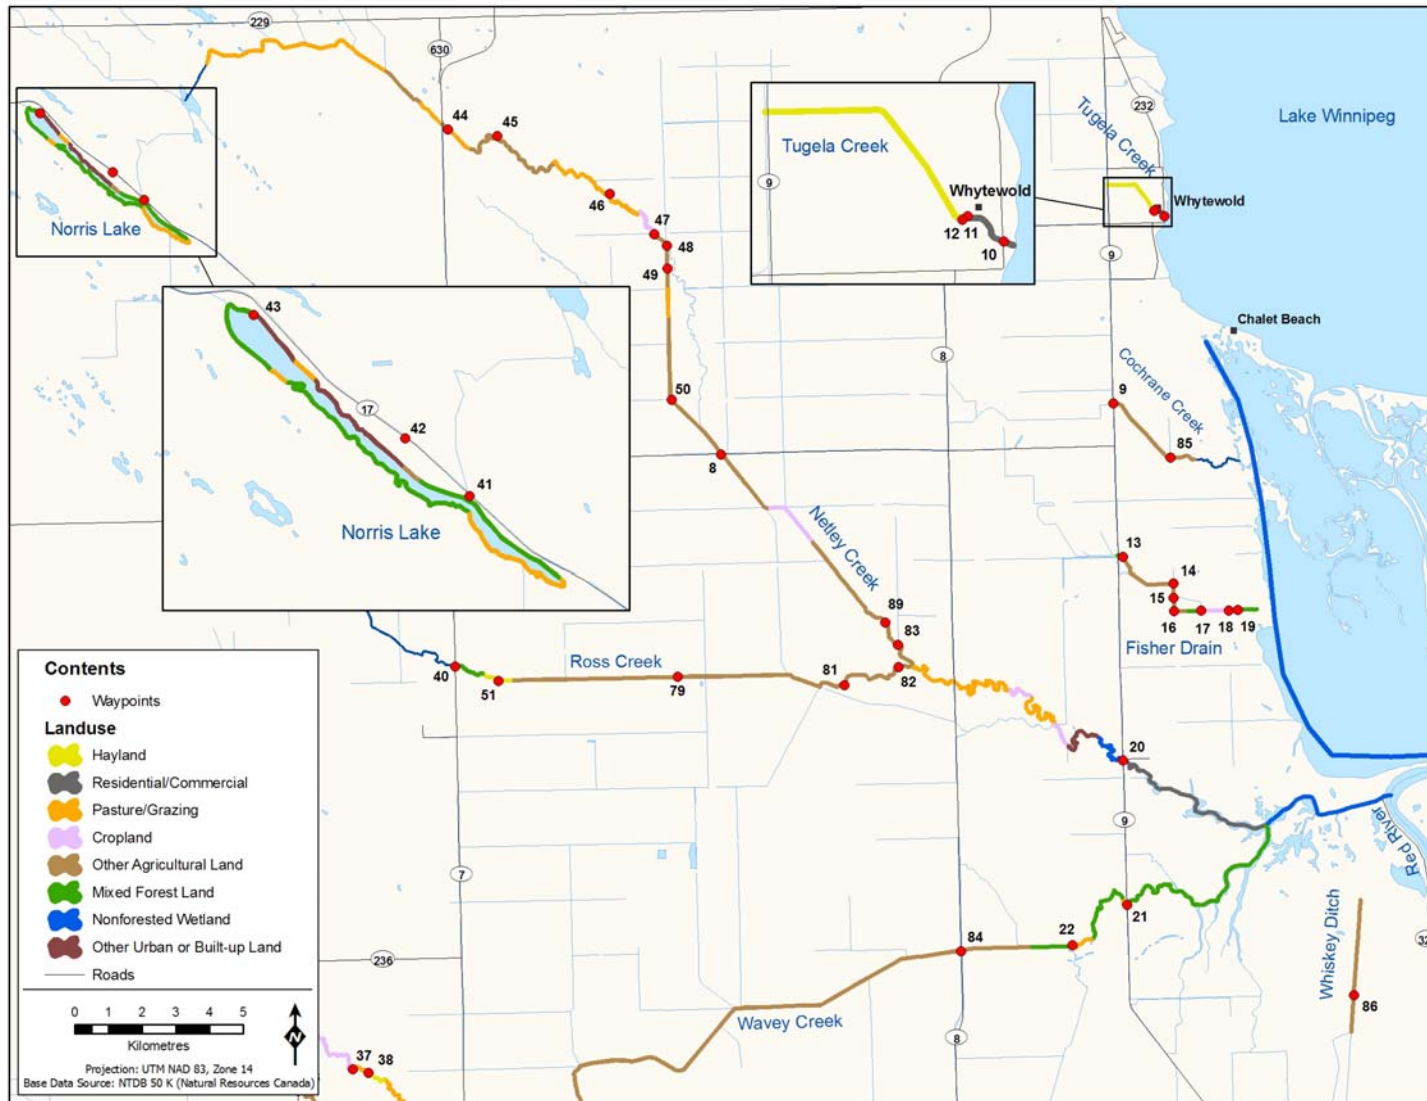 229
630
44
45
46
47
48
49
50
8
8
9
Tugela Creek
9
Whytewold
12
11
10
Tugela Creek
232
Lake Winnipeg
Whytewold
9
Chalet Beach
Cochrane Creek
9
85
Norris Lake
43
17
42
41
Norris Lake
Netley Creek
89
83
82
81
Ross Creek
79
51
40
13
14
15
16
17
18
19
Fisher Drain
20
9
21
22
84
8
Wavey Creek
Red River
Whiskey Ditch
32
86
7
236
37
38
Contents
Waypoints
Landuse
Hayland
Residential/Commercial
Pasture/Grazing
Cropland
Other Agricultural Land
Mixed Forest Land
Nonforested Wetland
Other Urban or Built-up Land
Roads
0 1 2 3 4 5
Kilometres
N
Projection: UTM NAD 83, Zone 14
Base Data Source: NTDB 50 K (Natural Resources Canada)